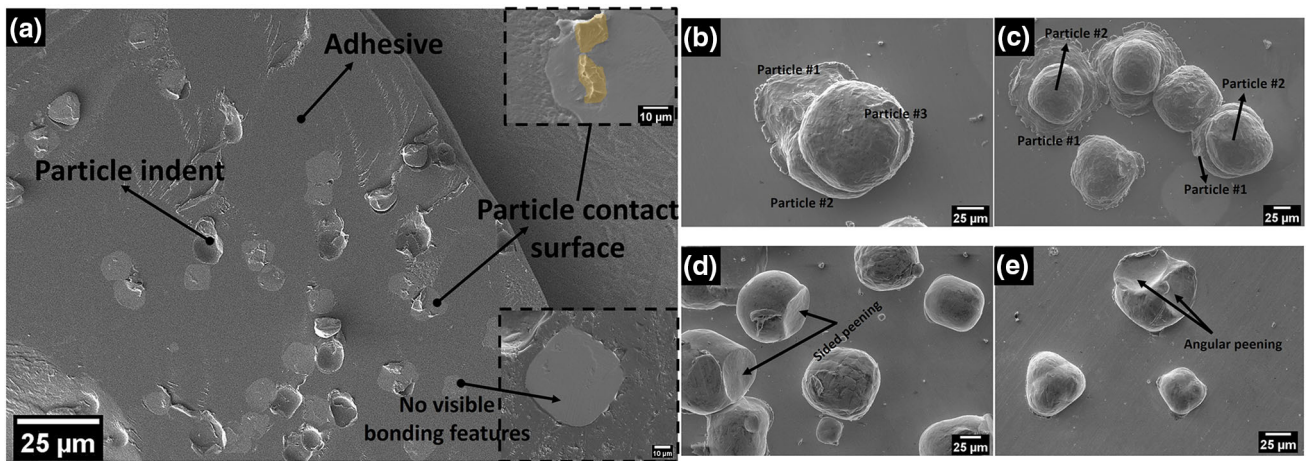 (a)
Adhesive
10 µm
Particle indent
Particle contact
surface
No visible
bonding features
25 µm
10 µm
(b)
Particle #1
Particle #3
Particle #2
25 µm
(c)
Particle #2
Particle #2
Particle #1
Particle #1
25 µm
(d)
Sided peening
25 µm
(e)
Angular peening
25 µm